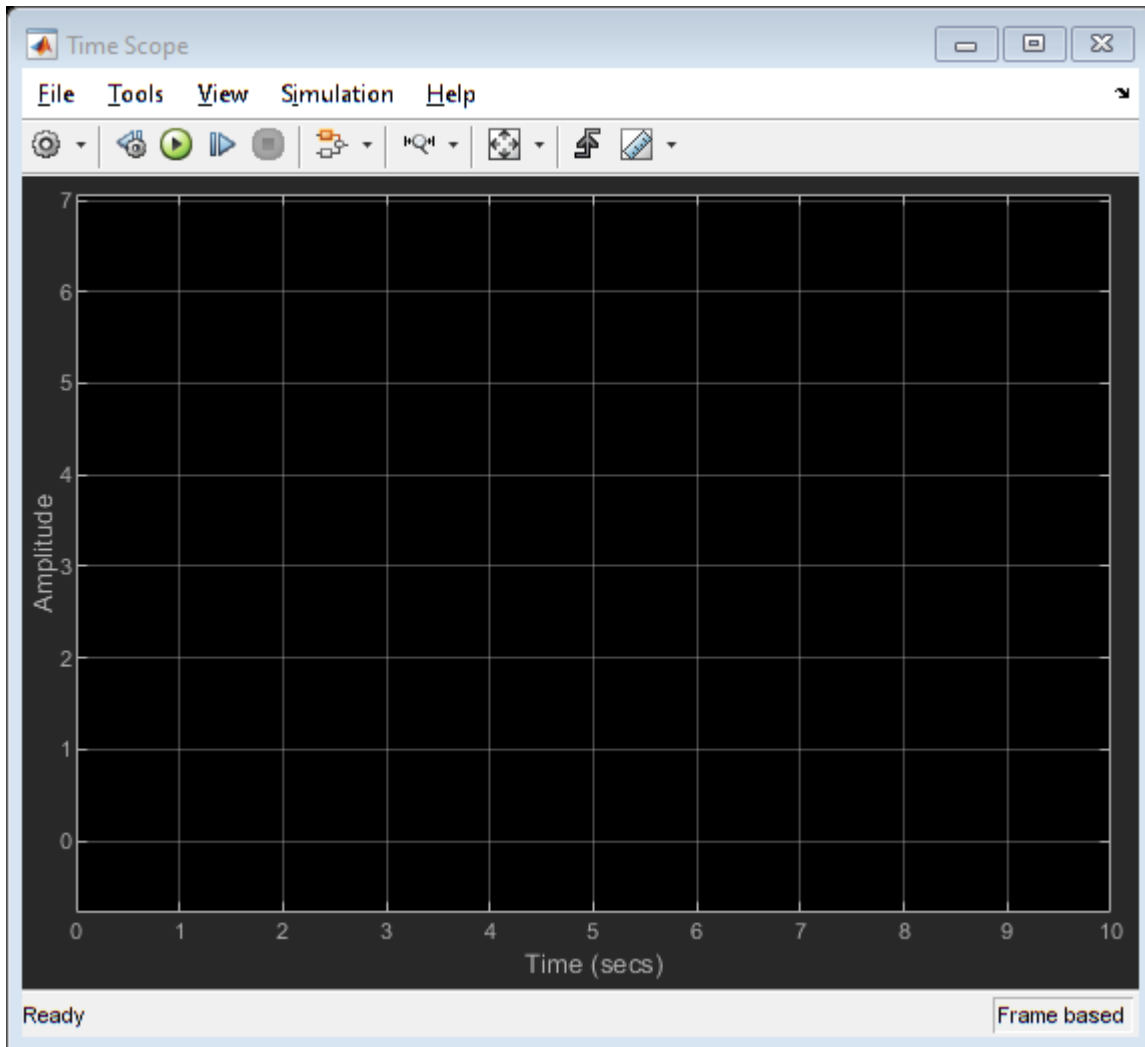 Time Scope
File Tools View Simulation Help
7
6
5
4
3
2
1
0
Amplitude
0 1 2 3 4 5 6 7 8 9 10
Time (secs)
Ready Frame based